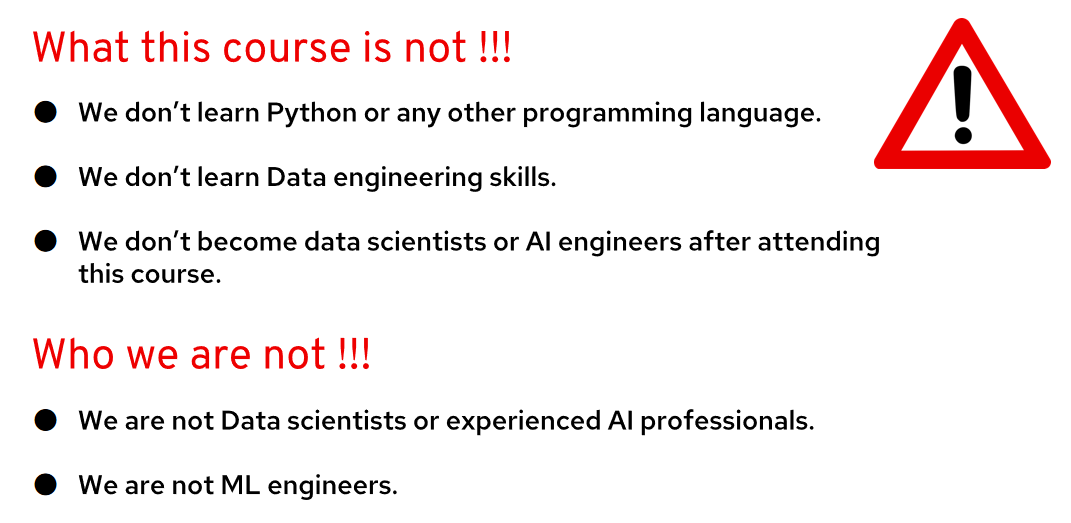 What this course is not !!!
● We don’t learn Python or any other programming language.
● We don’t learn Data engineering skills.
● We don’t become data scientists or AI engineers after attending
this course.
Who we are not !!!
● We are not Data scientists or experienced AI professionals.
● We are not ML engineers.